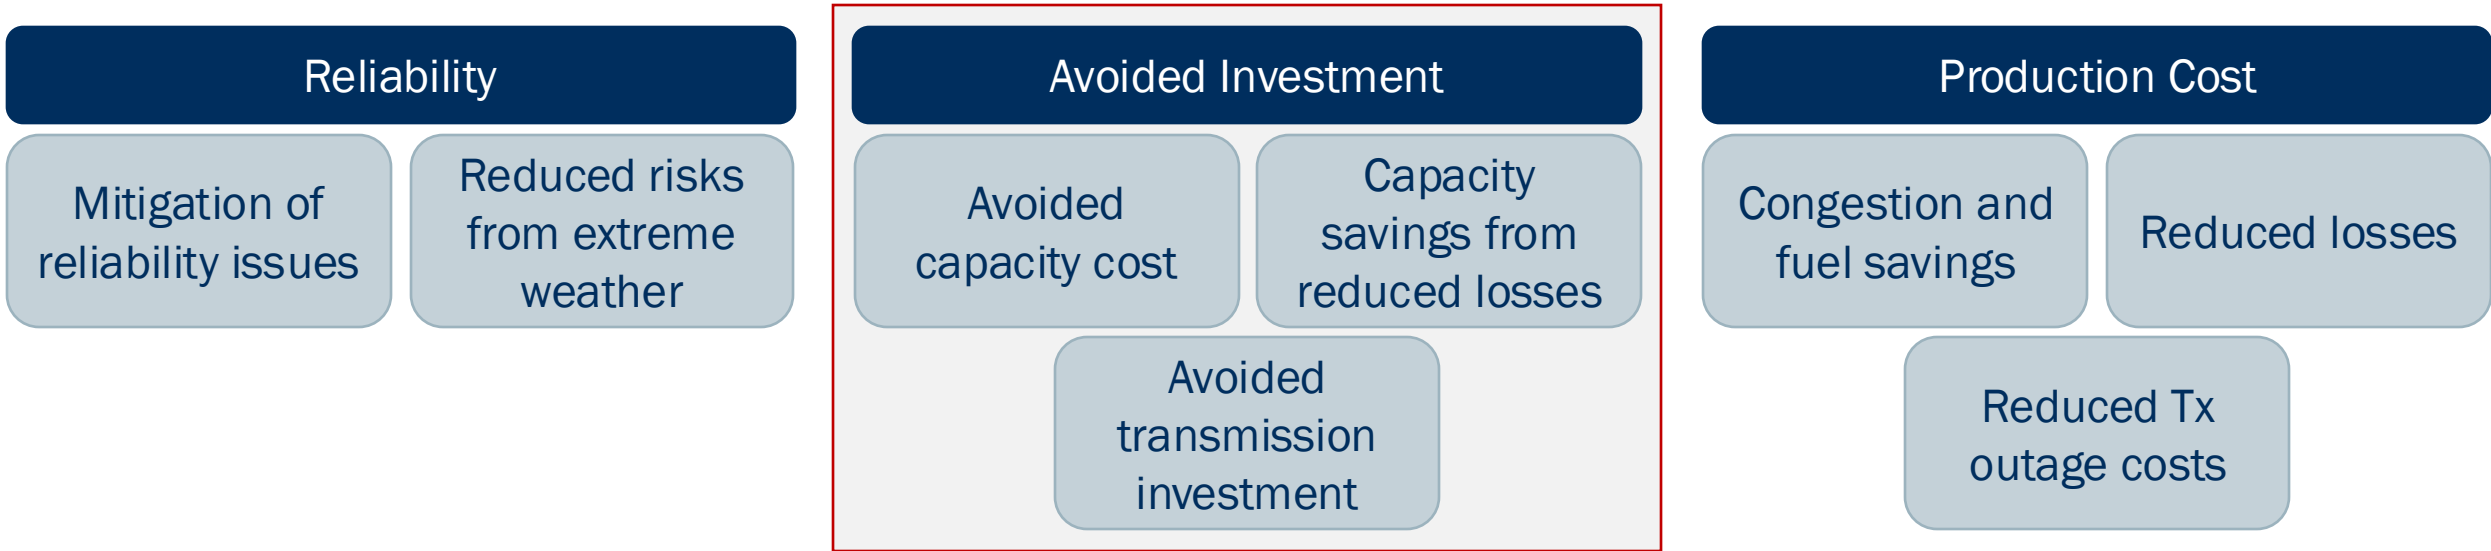 Reliability
Mitigation of
reliability issues
Reduced risks
from extreme
weather
Avoided Investment
Avoided
capacity cost
Capacity
savings from
reduced losses
Avoided
transmission
investment
Production Cost
Congestion and
fuel savings
Reduced losses
Reduced Tx
outage costs